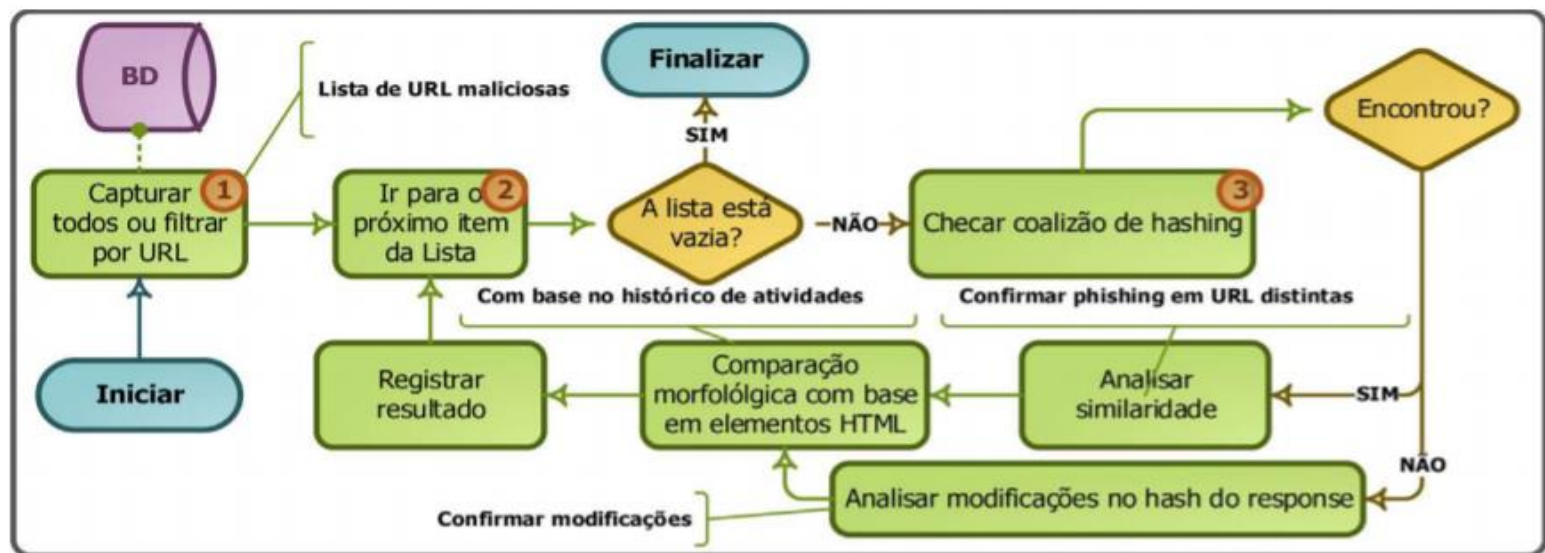 BD
Lista de URL maliciosas
Finalizar
SIM
Encontrou?
Capturar
todos ou filtrar
por URL
1
Ir para o
próximo item
da Lista
2
A lista está
vazia?
NÃO
Checar coalizão de hashing
3
Com base no histórico de atividades
Confirmar phishing em URL distintas
Iniciar
Registrar
resultado
Comparação
morfolólgica com base
em elementos HTML
Analisar
similaridade
SIM
NÃO
Analisar modificações no hash do response
Confirmar modificações